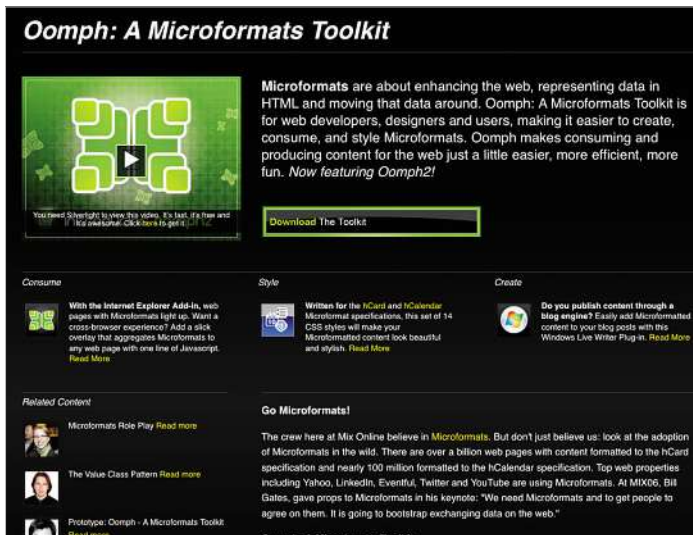 Oomph: A Microformats Toolkit
Microformats are about enhancing the web, representing data in
HTML and moving that data around. Oomph: A Microformats Toolkit is
for web developers, designers and users, making it easier to create,
consume, and style Microformats. Oomph makes consuming and
producing content for the web just a little easier, more efficient, more
fun. Now featuring Oomph2!
You need Silverlight to view this video. It's fast, it's free and
it's awesome. Click here to get it.
Download The Toolkit
Consume
With the Internet Explorer Add-in, web
pages with Microformats light up. Want a
cross-browser experience? Add a slick
overlay that aggregates Microformats to
any web page with one line of Javascript.
Read More
Style
Written for the hCard and hCalendar
Microformat specifications, this set of 14
CSS styles will make your
Microformatted content look beautiful
and stylish. Read More
Create
Do you publish content through a
blog engine? Easily add Microformatted
content to your blog posts with this
Windows Live Writer Plug-in. Read More
Related Content
Microformats Role Play Read more
The Value Class Pattern Read more
Prototype: Oomph - A Microformats Toolkit
Read more
Go Microformats!
The crew here at Mix Online believe in Microformats. But don't just believe us: look at the adoption
of Microformats in the wild. There are over a billion web pages with content formatted to the hCard
specification and nearly 100 million formatted to the hCalendar specification. Top web properties
including Yahoo, LinkedIn, Eventful, Twitter and YouTube are using Microformats. At MIX06, Bill
Gates, gave props to Microformats in his keynote: "We need Microformats and to get people to
agree on them. It is going to bootstrap exchanging data on the web."